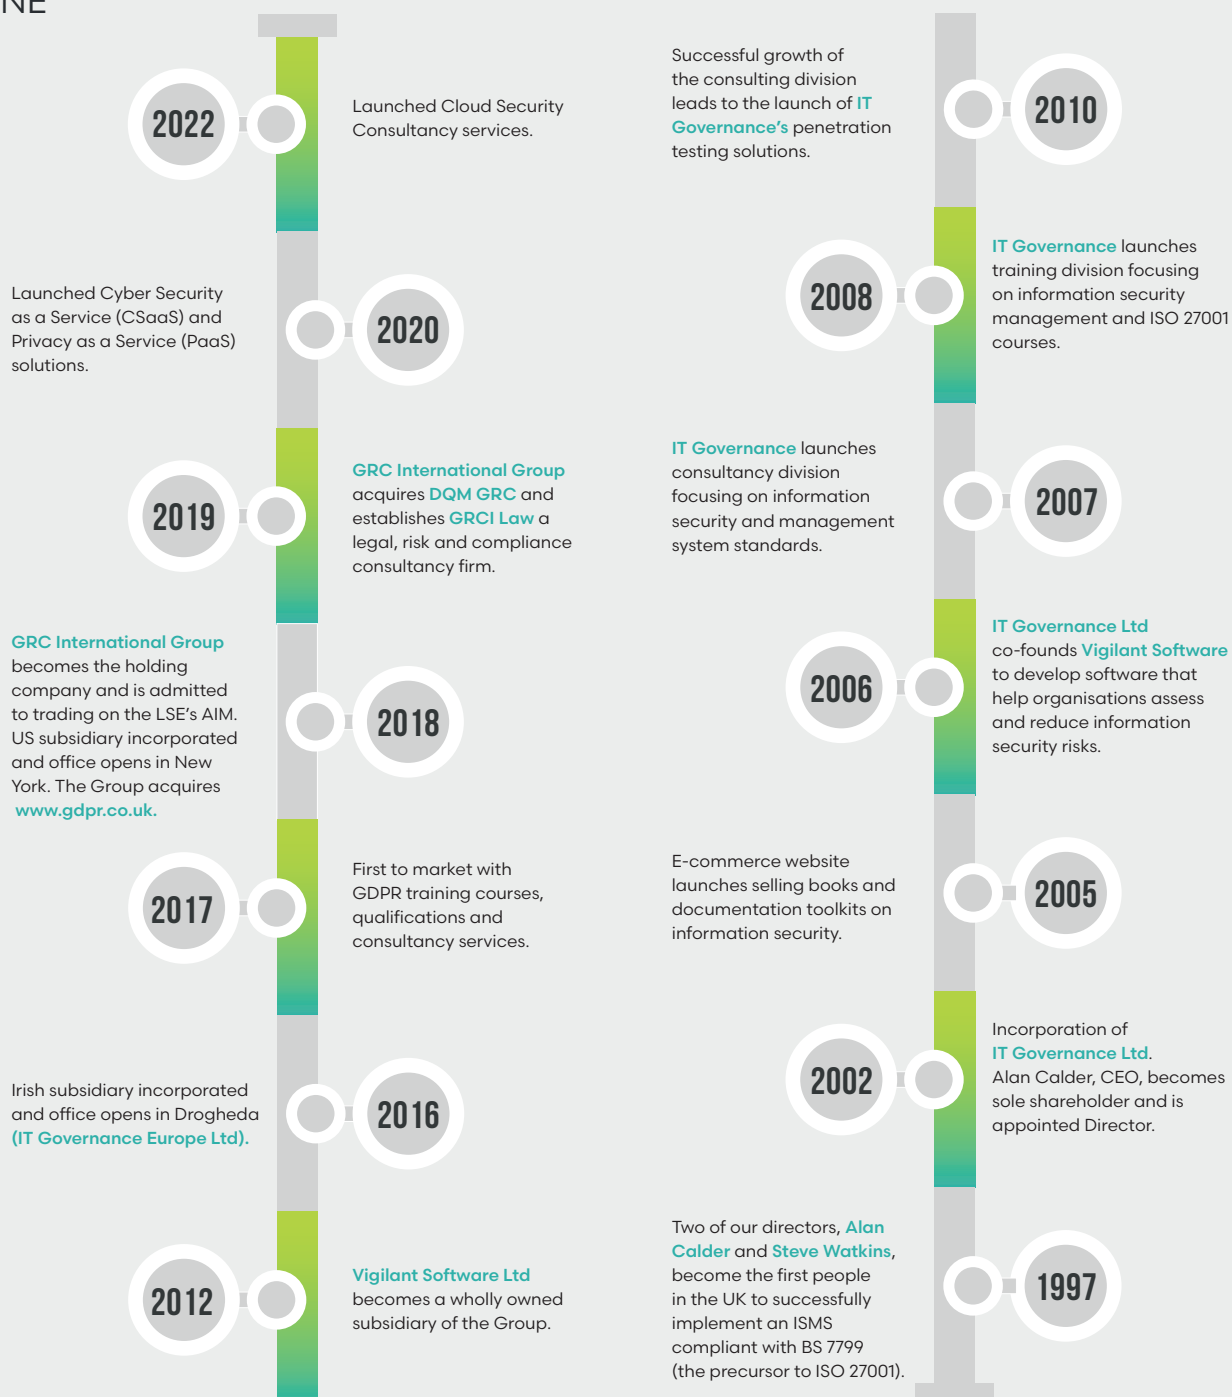 NE
2022
Launched Cloud Security
Consultancy services.
Launched Cyber Security
as a Service (CSaaS) and
Privacy as a Service (PaaS)
solutions.
2020
2019
GRC International Group
acquires DQM GRC and
establishes GRCI Law a
legal, risk and compliance
consultancy firm.
GRC International Group
becomes the holding
company and is admitted
to trading on the LSE's AIM.
US subsidiary incorporated
and office opens in New
York. The Group acquires
www.gdpr.co.uk.
2018
2017
First to market with
GDPR training courses,
qualifications and
consultancy services.
Irish subsidiary incorporated
and office opens in Drogheda
(IT Governance Europe Ltd).
2016
2012
Vigilant Software Ltd
becomes a wholly owned
subsidiary of the Group.
Successful growth of
the consulting division
leads to the launch of IT
Governance's penetration
testing solutions.
2010
2008
IT Governance launches
training division focusing
on information security
management and ISO 27001
courses.
IT Governance launches
consultancy division
focusing on information
security and management
system standards.
2007
2006
IT Governance Ltd
co-founds Vigilant Software
to develop software that
help organisations assess
and reduce information
security risks.
E-commerce website
launches selling books and
documentation toolkits on
information security.
2005
2002
Incorporation of
IT Governance Ltd.
Alan Calder, CEO, becomes
sole shareholder and is
appointed Director.
Two of our directors, Alan
Calder and Steve Watkins,
become the first people
in the UK to successfully
implement an ISMS
compliant with BS 7799
(the precursor to ISO 27001).
1997